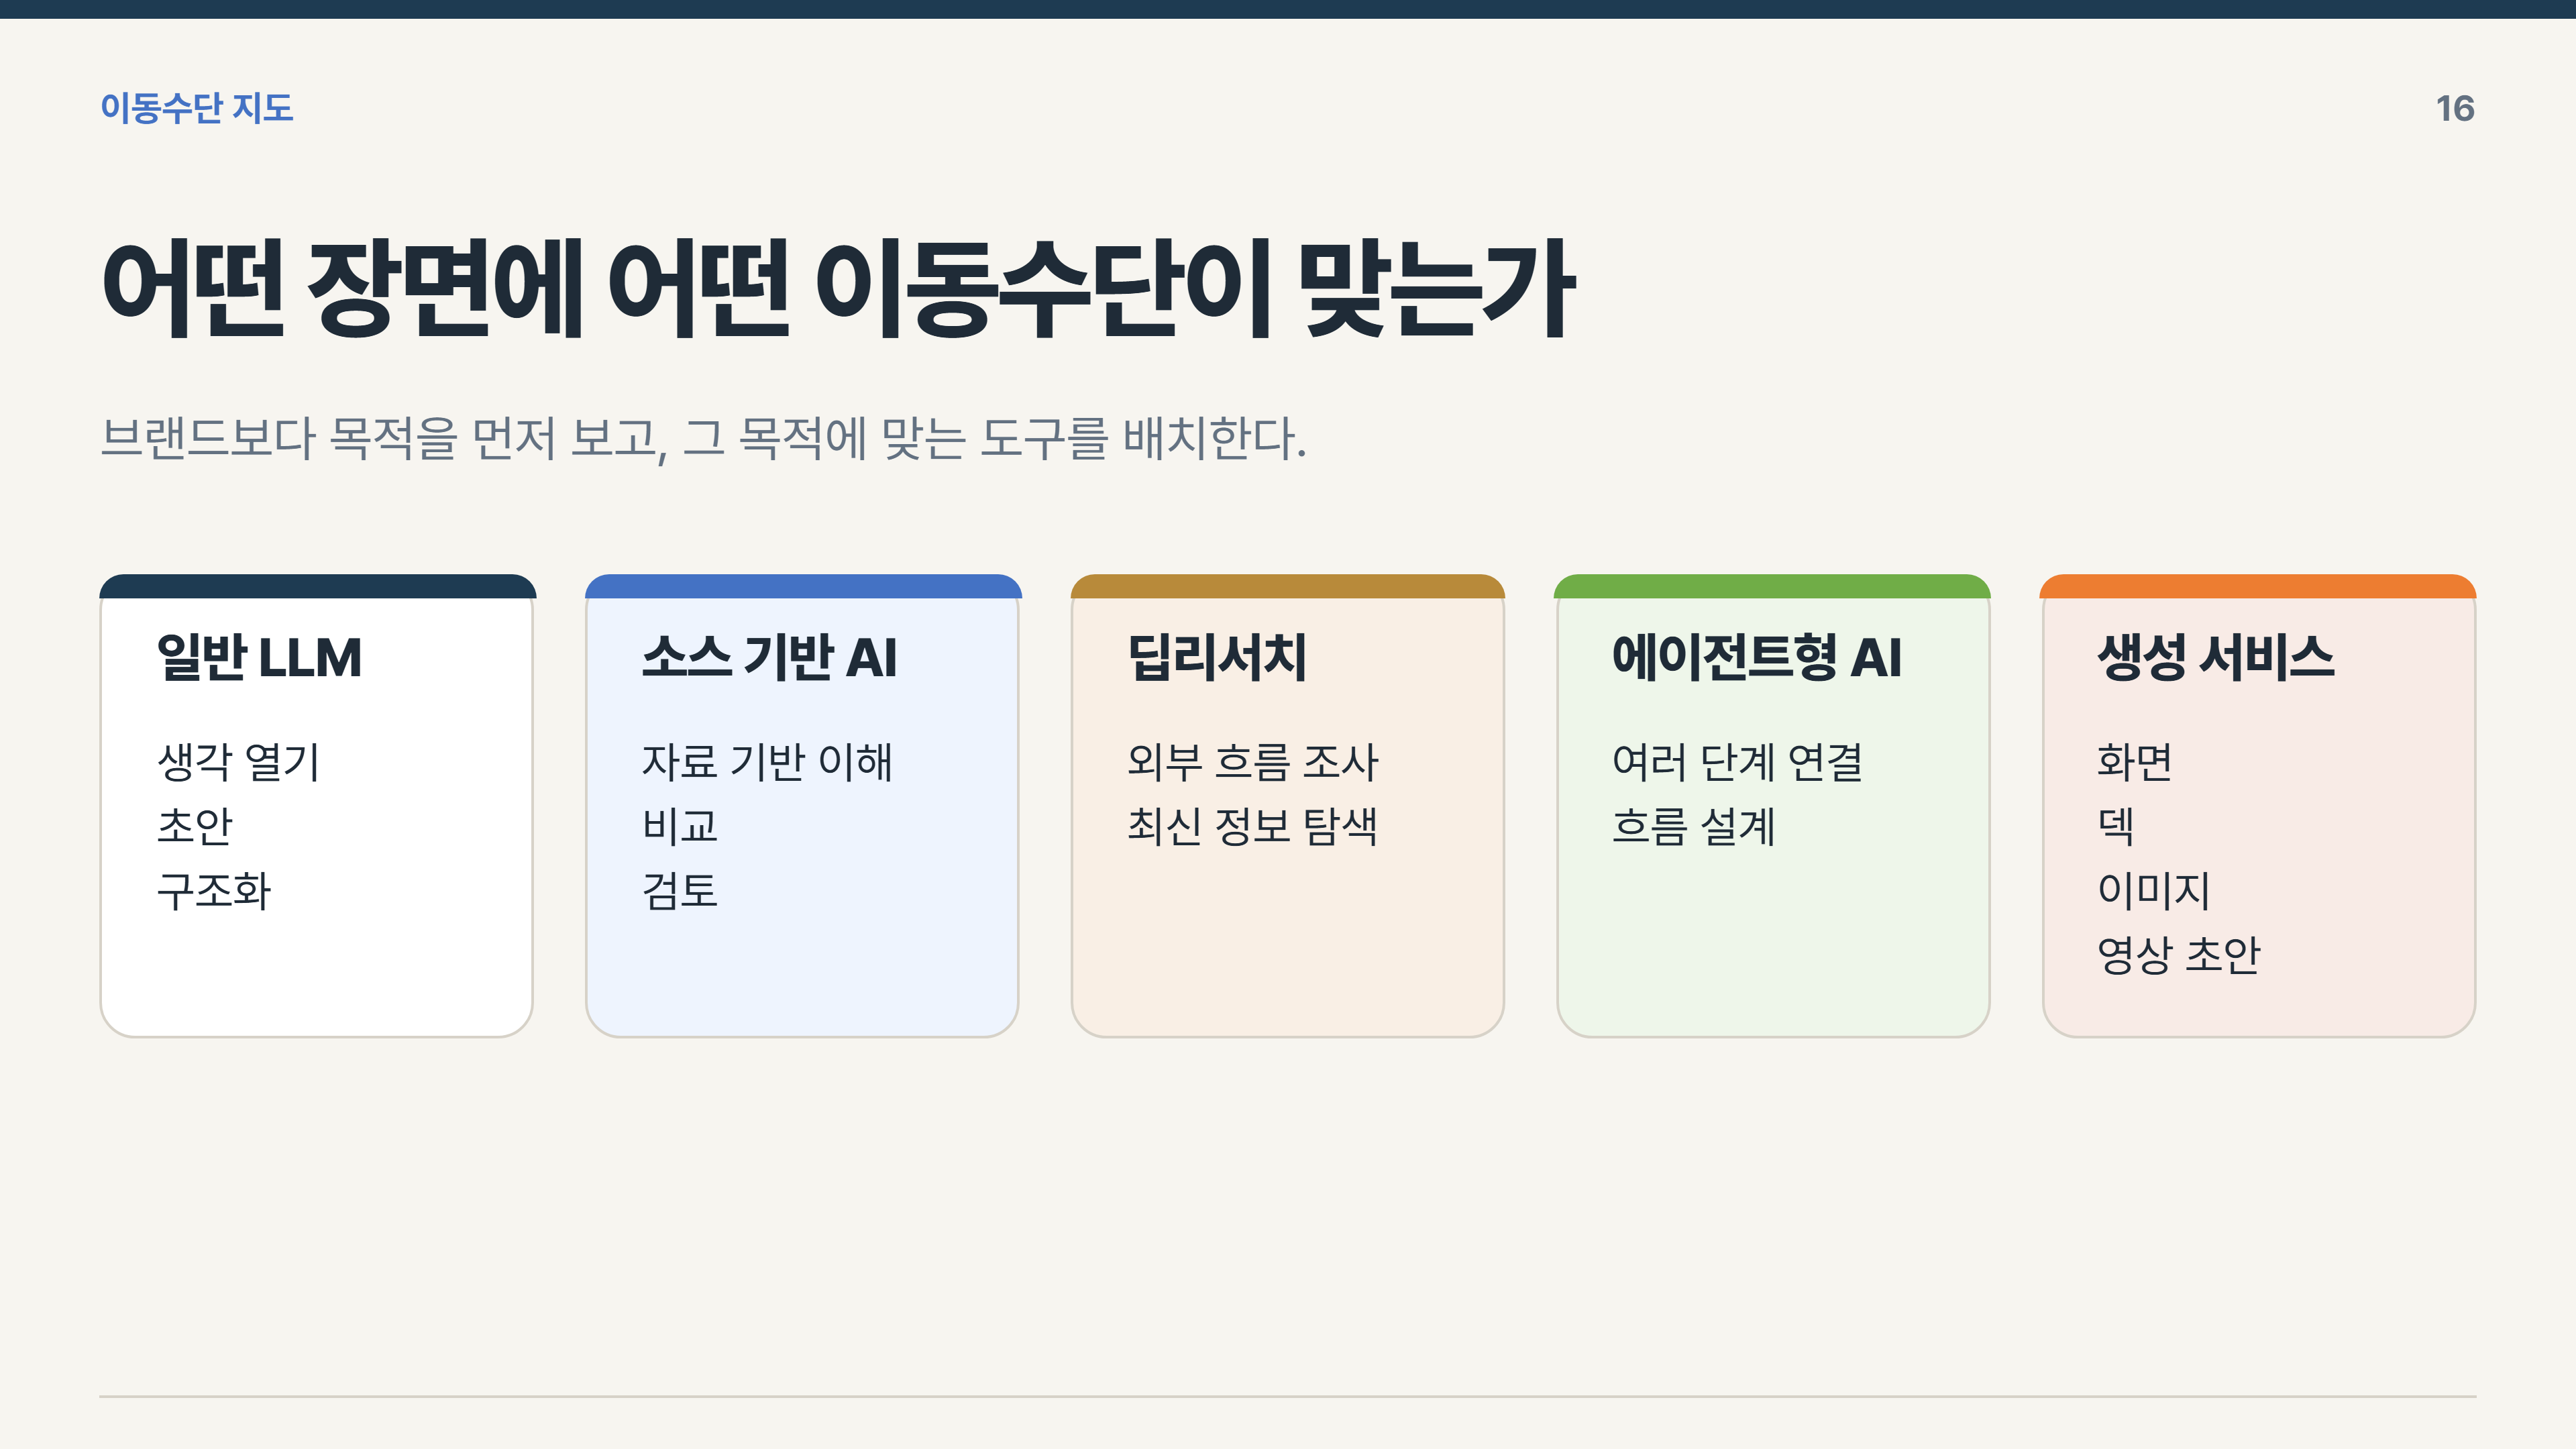 이동수단 지도
16
어떤 장면에 어떤 이동수단이 맞는가
브랜드보다 목적을 먼저 보고, 그 목적에 맞는 도구를 배치한다.
일반 LLM
생각 열기
초안
구조화
소스 기반 AI
자료 기반 이해
비교
검토
딥리서치
외부 흐름 조사
최신 정보 탐색
에이전트형 AI
여러 단계 연결
흐름 설계
생성 서비스
화면
덱
이미지
영상 초안